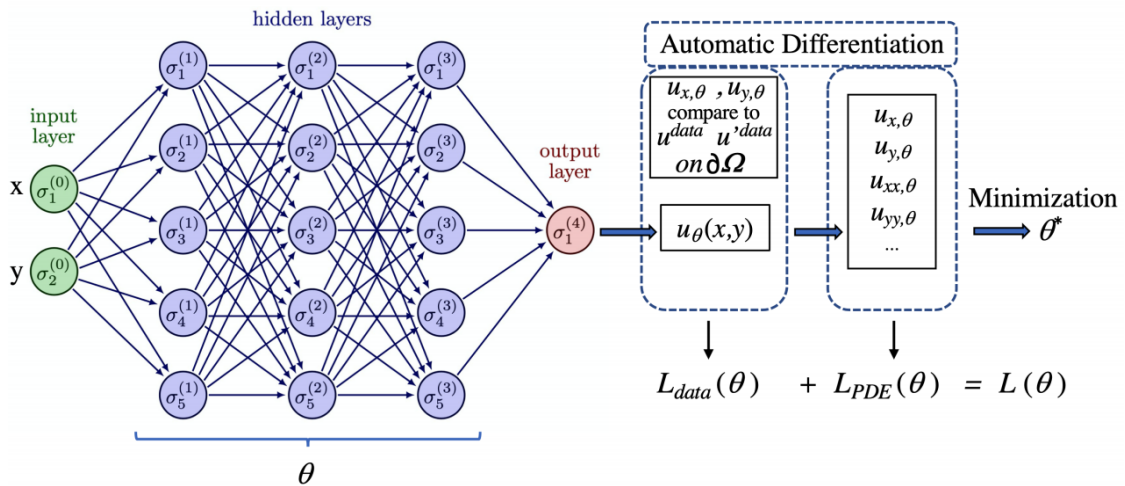 hidden layers
input
layer
x
y
σ₁⁽⁰⁾
σ₂⁽⁰⁾
σ₁⁽¹⁾
σ₂⁽¹⁾
σ₃⁽¹⁾
σ₄⁽¹⁾
σ₅⁽¹⁾
σ₁⁽²⁾
σ₂⁽²⁾
σ₃⁽²⁾
σ₄⁽²⁾
σ₅⁽²⁾
σ₁⁽³⁾
σ₂⁽³⁾
σ₃⁽³⁾
σ₄⁽³⁾
σ₅⁽³⁾
θ
output
layer
σ₁⁽⁴⁾
Automatic Differentiation
u_{x,θ} , u_{y,θ}
compare to
u^{data} u'^{data}
on ∂Ω
u_θ(x,y)
u_{x,θ}
u_{y,θ}
u_{xx,θ}
u_{yy,θ}
...
Minimization
θ*
L_{data}(θ) + L_{PDE}(θ) = L(θ)